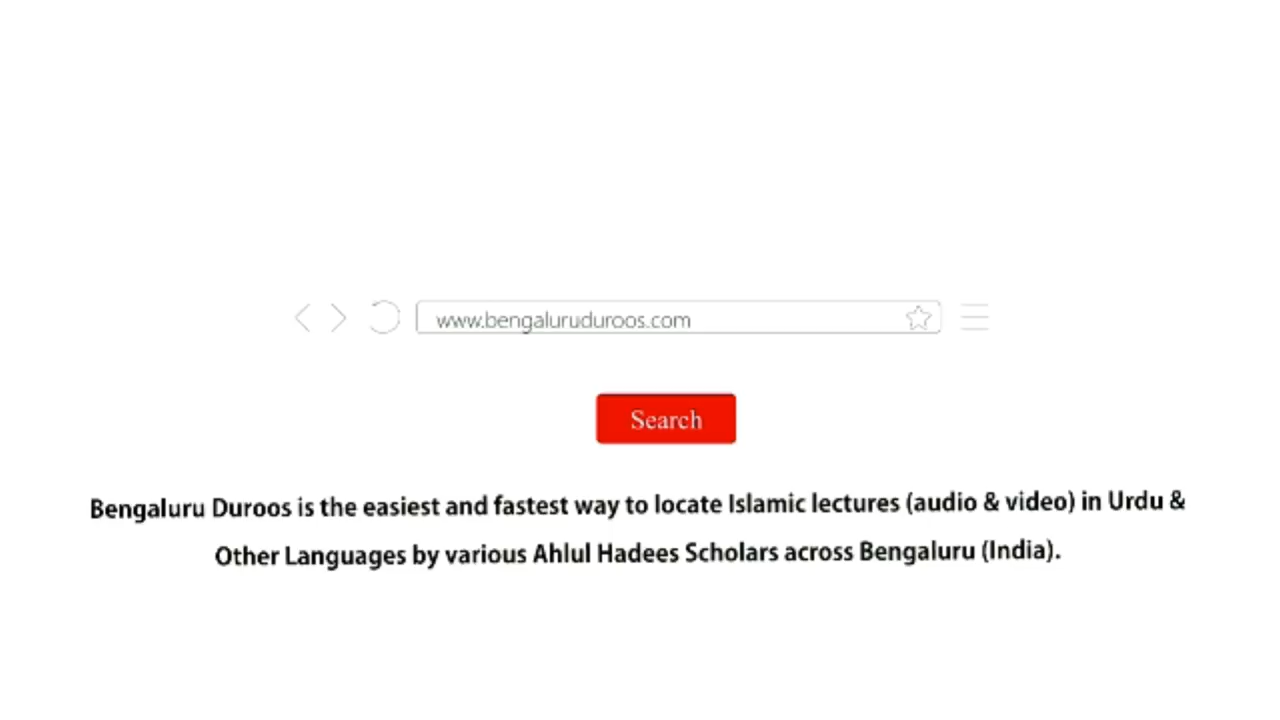 www.bengaluruduroos.com
Search
Bengaluru Duroos is the easiest and fastest way to locate Islamic lectures (audio & video) in Urdu &
Other Languages by various Ahlul Hadees Scholars across Bengaluru (India).